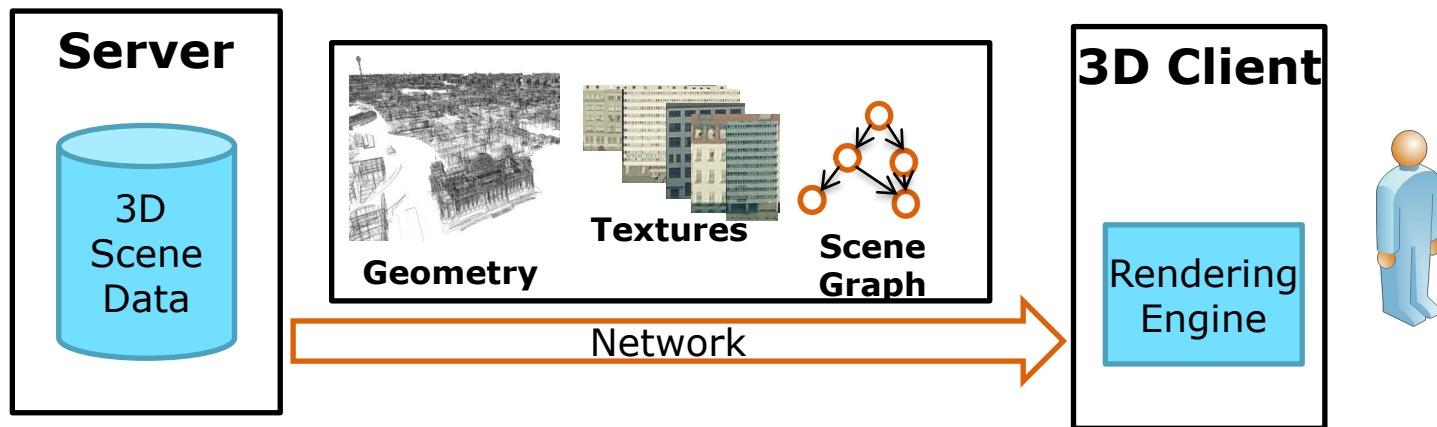 Server
3D
Scene
Data
Geometry
Textures
Scene
Graph
Network
3D Client
Rendering
Engine